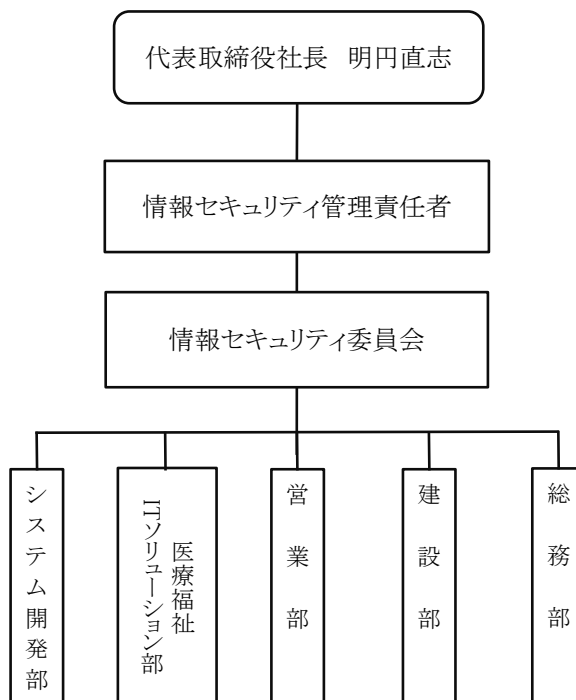 代表取締役社長 明円直志
情報セキュリティ管理責任者
情報セキュリティ委員会
システム開発部
医療福祉
ITソリューション部
営業部
建設部
総務部